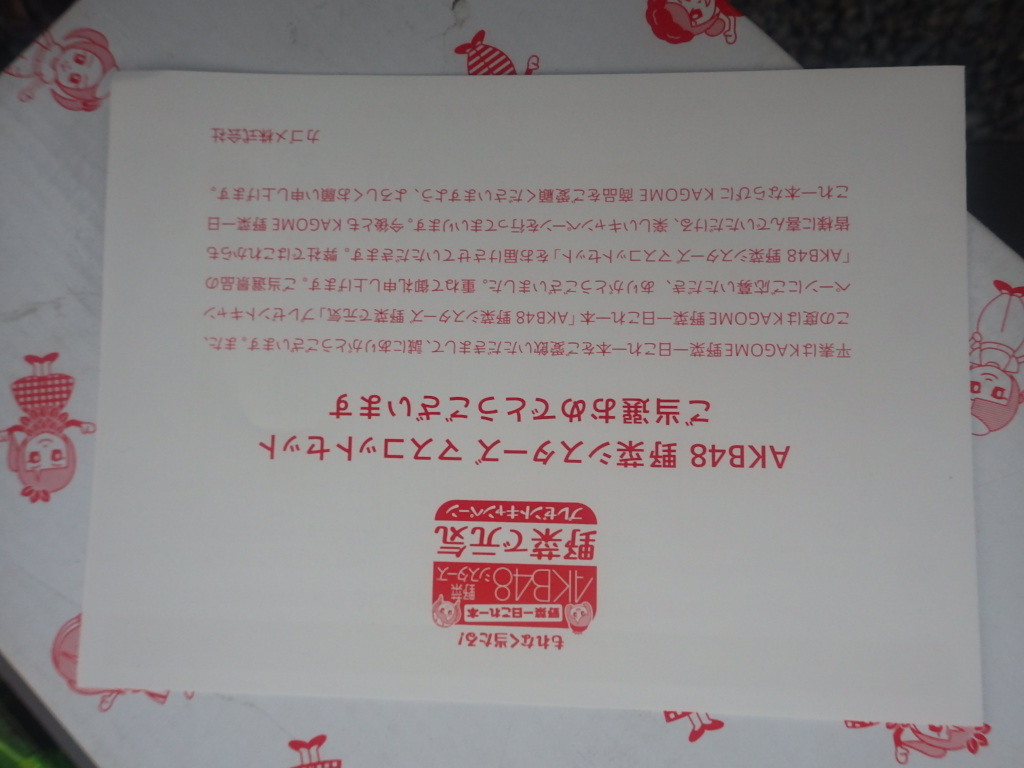 もれなく当たる!
野菜一日これ一本
AKB48 野菜シスターズ
野菜で元気
プレゼントキャンペーン
AKB48 野菜シスターズ マスコットセット
ご当選おめでとうございます
平素はKAGOME野菜一日これ一本をご愛飲いただきまして、誠にありがとうございます。また、
この度はKAGOME野菜一日これ一本「AKB48 野菜シスターズ 野菜で元気」プレゼントキャン
ペーンにご応募いただき、ありがとうございました。重ねて御礼申し上げます。ご当選景品の
「AKB48 野菜シスターズ マスコットセット」をお届けさせていただきます。弊社ではこれからも
皆様に喜んでいただける、楽しいキャンペーンを行ってまいります。今後ともKAGOME 野菜一日
これ一本ならびにKAGOME商品をご愛顧くださいますよう、よろしくお願い申し上げます。
カゴメ株式会社